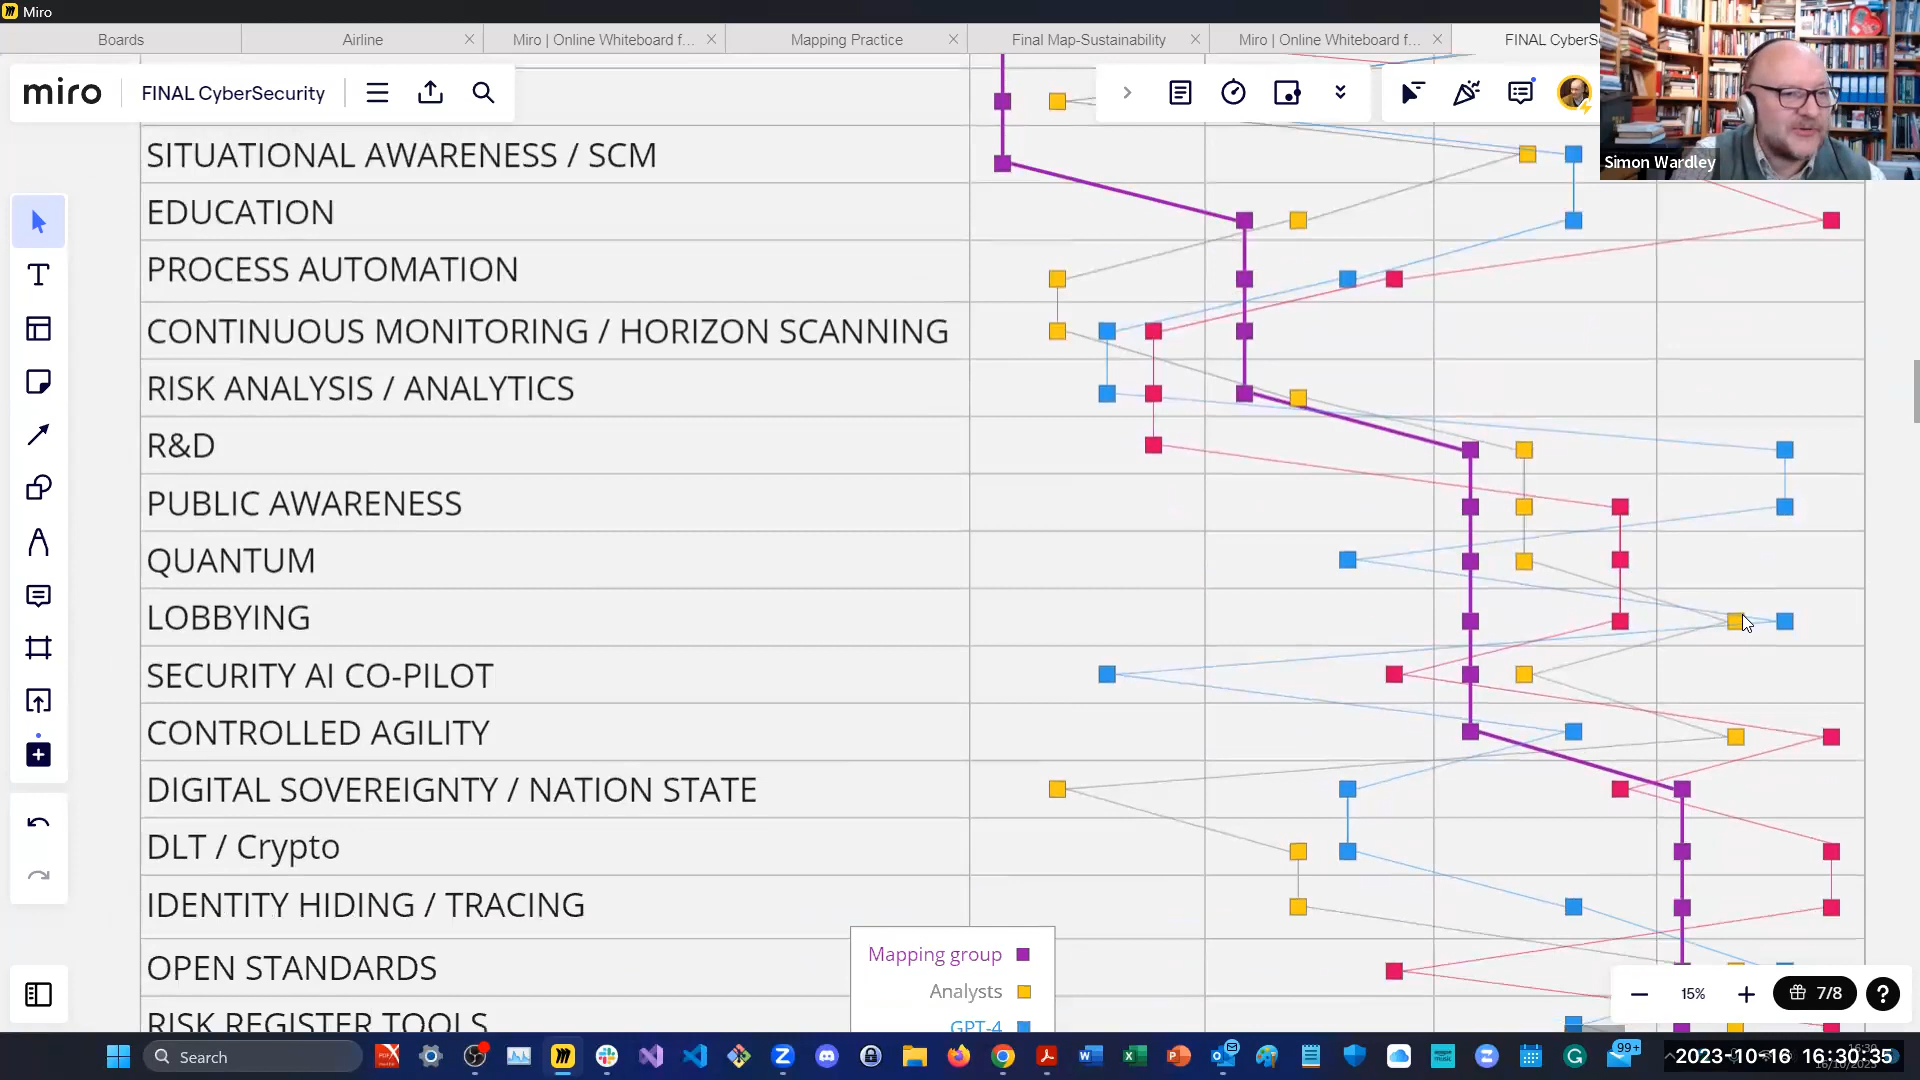 Miro
Boards
Airline
Miro | Online Whiteboard f...
Mapping Practice
Final Map-Sustainability
Miro | Online Whiteboard f...
FINAL CyberS
miro
FINAL CyberSecurity
Simon Wardley
SITUATIONAL AWARENESS / SCM
EDUCATION
PROCESS AUTOMATION
CONTINUOUS MONITORING / HORIZON SCANNING
RISK ANALYSIS / ANALYTICS
R&D
PUBLIC AWARENESS
QUANTUM
LOBBYING
SECURITY AI CO-PILOT
CONTROLLED AGILITY
DIGITAL SOVEREIGNTY / NATION STATE
DLT / Crypto
IDENTITY HIDING / TRACING
OPEN STANDARDS
RISK REGISTER TOOLS
Mapping group
Analysts
GPT-4
15%
7/8
?
Search
99+
2023-10-16 16:30:35